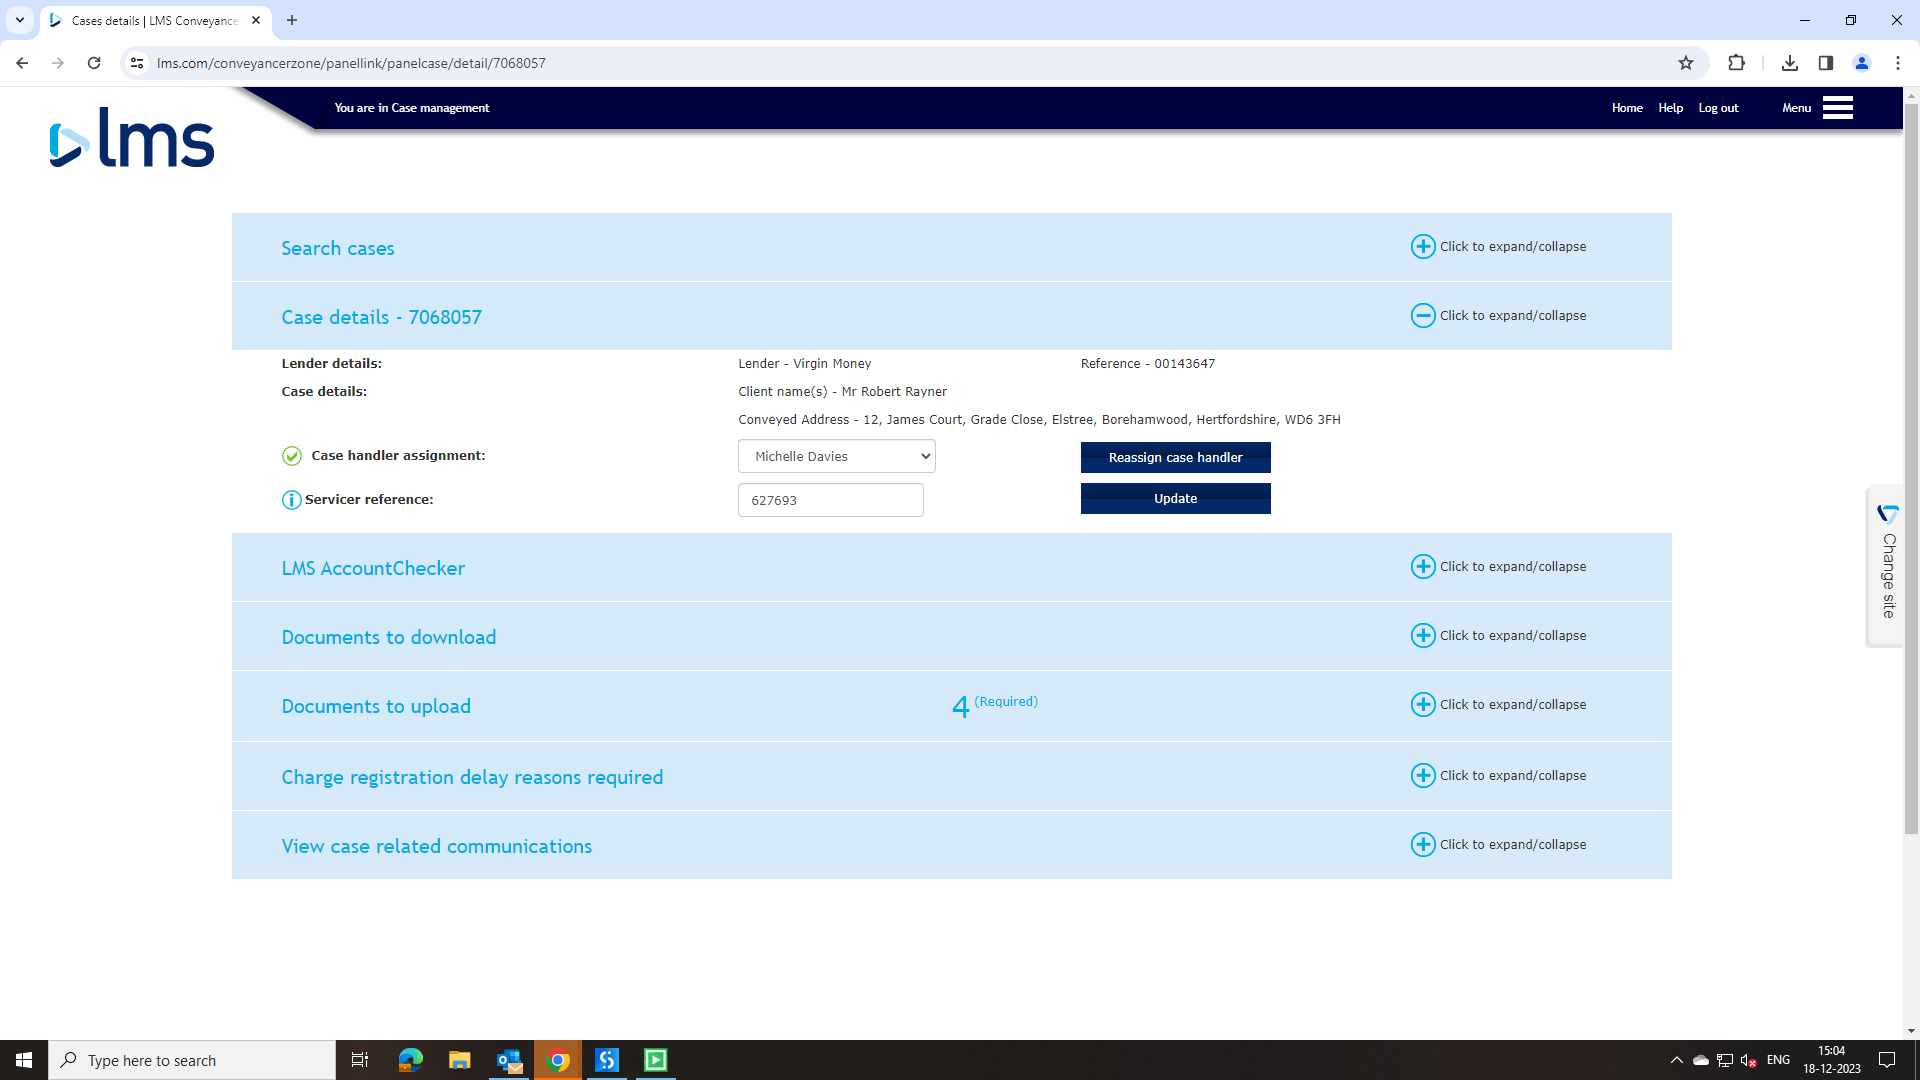 Cases details | LMS Conveyance
lms.com/conveyancerzone/panellink/panelcase/detail/7068057
You are in Case management
Home
Help
Log out
Menu
lms
Search cases
Click to expand/collapse
Case details - 7068057
Click to expand/collapse
Lender details:
Lender - Virgin Money
Reference - 00143647
Case details:
Client name(s) - Mr Robert Rayner
Conveyed Address - 12, James Court, Grade Close, Elstree, Borehamwood, Hertfordshire, WD6 3FH
Case handler assignment:
Michelle Davies
Reassign case handler
Servicer reference:
627693
Update
Change site
LMS AccountChecker
Click to expand/collapse
Documents to download
Click to expand/collapse
Documents to upload
4 (Required)
Click to expand/collapse
Charge registration delay reasons required
Click to expand/collapse
View case related communications
Click to expand/collapse
Type here to search
ENG
15:04
18-12-2023